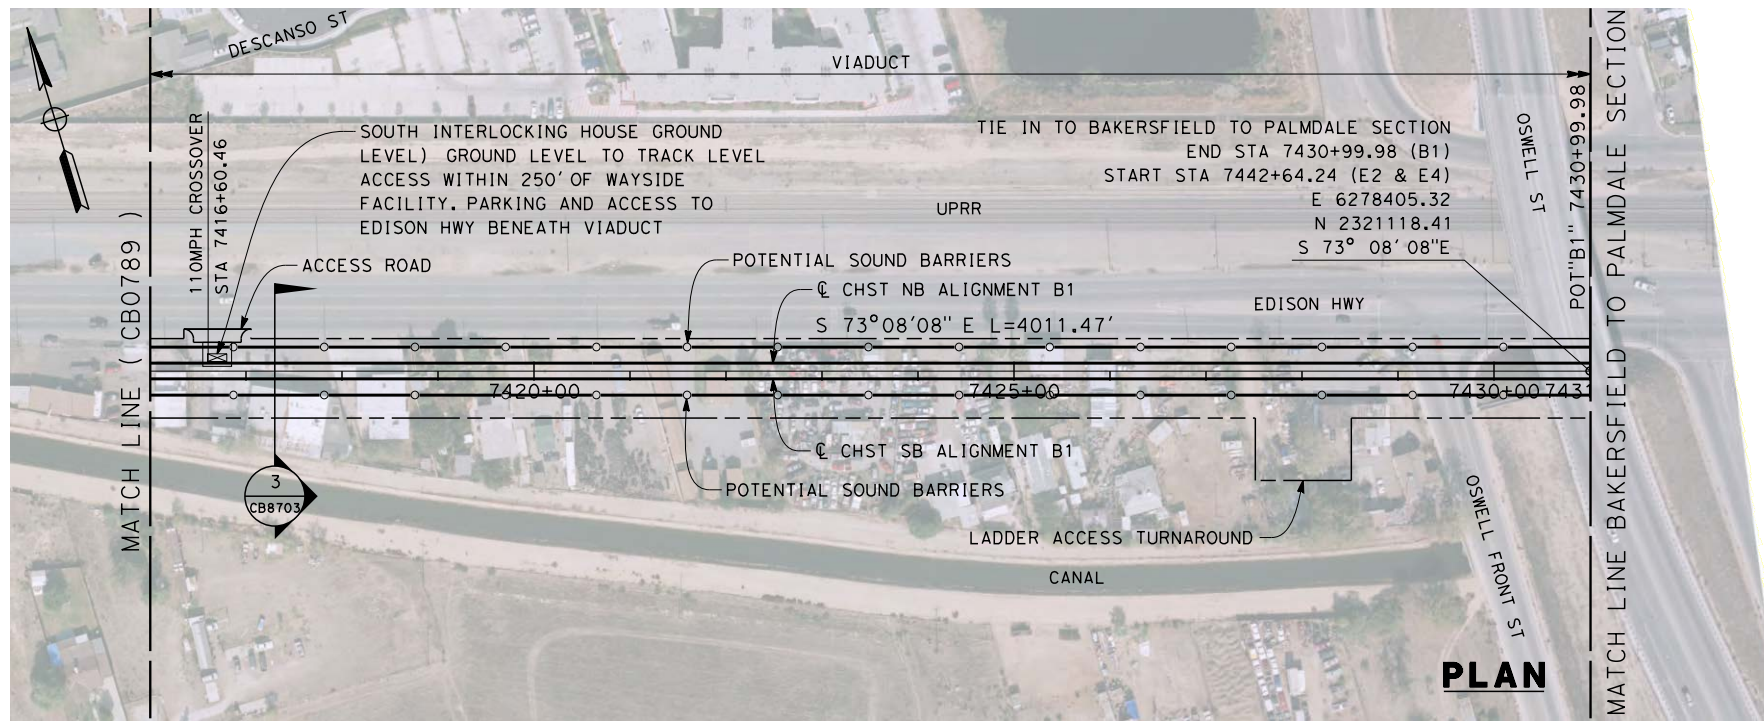 DESCANSO ST
VIADUCT
110MPH CROSSOVER
STA 7416+60.46
SOUTH INTERLOCKING HOUSE GROUND
LEVEL) GROUND LEVEL TO TRACK LEVEL
ACCESS WITHIN 250' OF WAYSIDE
FACILITY. PARKING AND ACCESS TO
EDISON HWY BENEATH VIADUCT
ACCESS ROAD
UPRR
TIE IN TO BAKERSFIELD TO PALMDALE SECTION
END STA 7430+99.98 (B1)
START STA 7442+64.24 (E2 & E4)
E 6278405.32
N 2321118.41
S 73° 08' 08"E
OSWELL ST
POT"B1" 7430+99.98
MATCH LINE BAKERSFIELD TO PALMDALE SECTION
MATCH LINE ( CB0789 )
POTENTIAL SOUND BARRIERS
℄ CHST NB ALIGNMENT B1
S 73°08'08" E L=4011.47'
EDISON HWY
7420+00
7425+00
7430+00
7431
℄ CHST SB ALIGNMENT B1
POTENTIAL SOUND BARRIERS
3
CB8703
LADDER ACCESS TURNAROUND
CANAL
OSWELL FRONT ST
PLAN